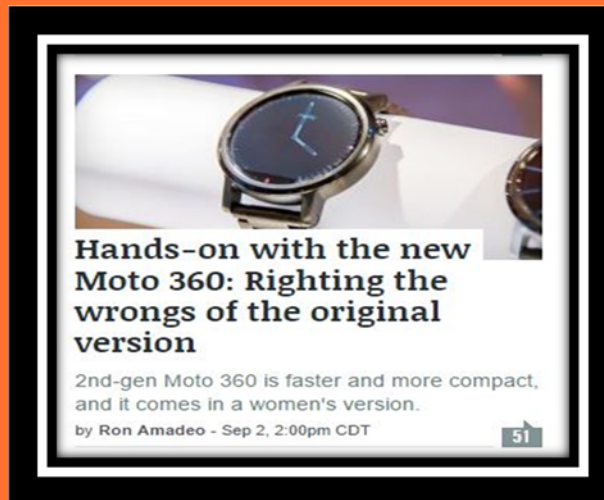 Hands-on with the new
Moto 360: Righting the
wrongs of the original
version
2nd-gen Moto 360 is faster and more compact,
and it comes in a women's version.
by Ron Amadeo - Sep 2, 2:00pm CDT
51